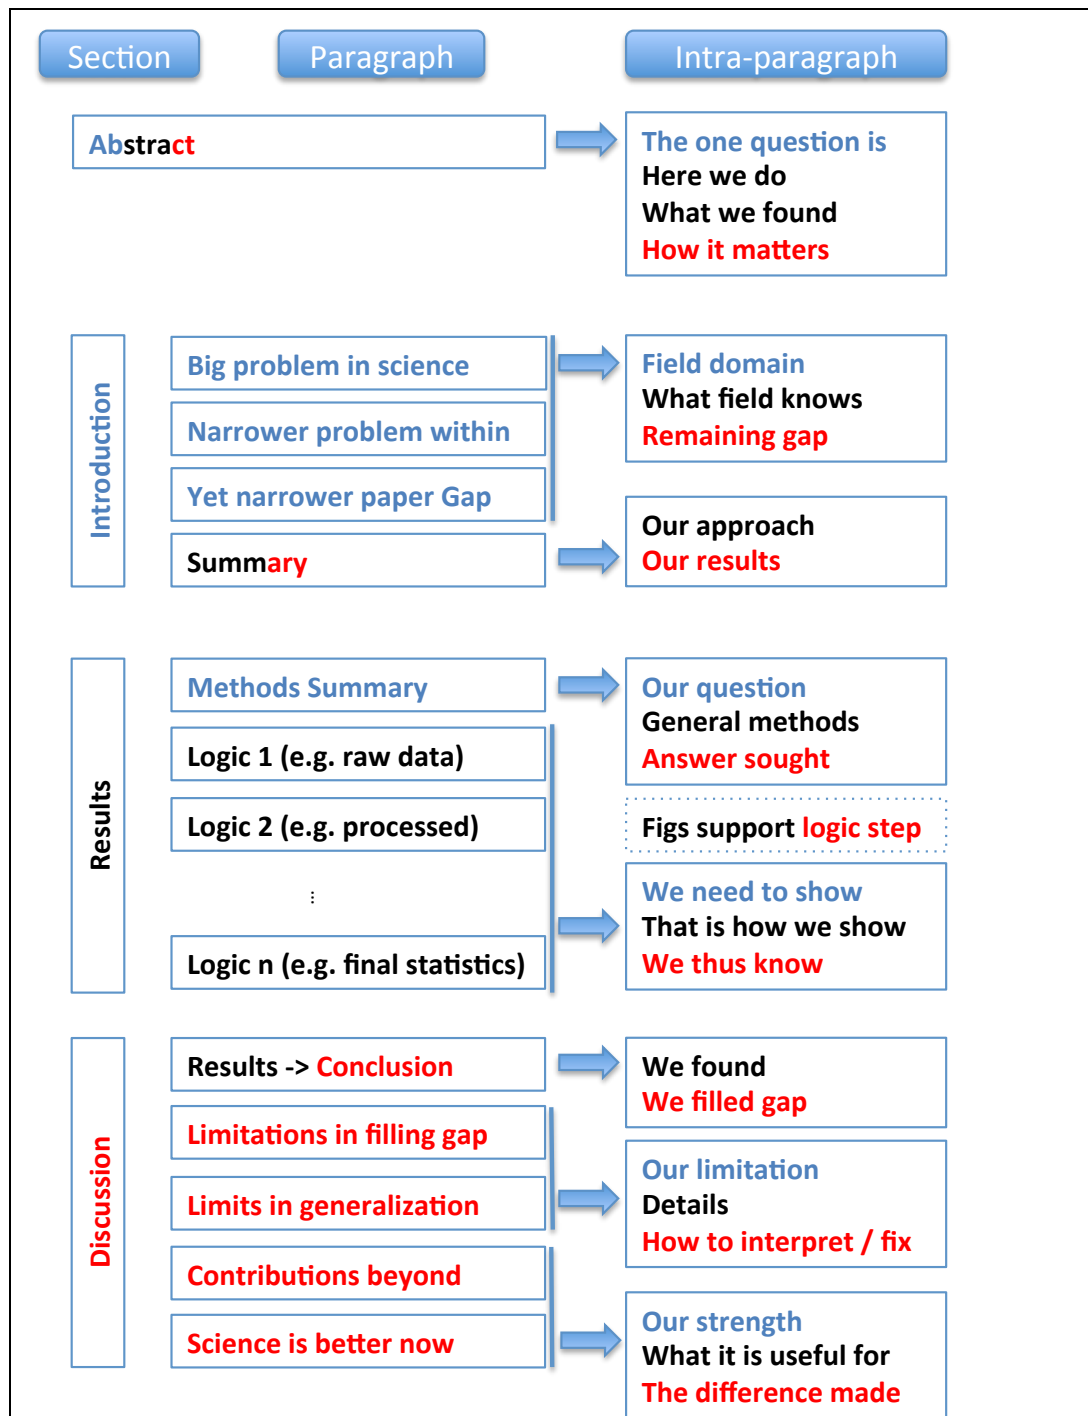 Section
Paragraph
Intra-paragraph
Abstract
The one question is
Here we do
What we found
How it matters
Introduction
Big problem in science
Narrower problem within
Yet narrower paper Gap
Summary
Field domain
What field knows
Remaining gap
Our approach
Our results
Results
Methods Summary
Logic 1 (e.g. raw data)
Logic 2 (e.g. processed)
...
Logic n (e.g. final statistics)
Our question
General methods
Answer sought
Figs support logic step
We need to show
That is how we show
We thus know
Discussion
Results -> Conclusion
Limitations in filling gap
Limits in generalization
Contributions beyond
Science is better now
We found
We filled gap
Our limitation
Details
How to interpret / fix
Our strength
What it is useful for
The difference made